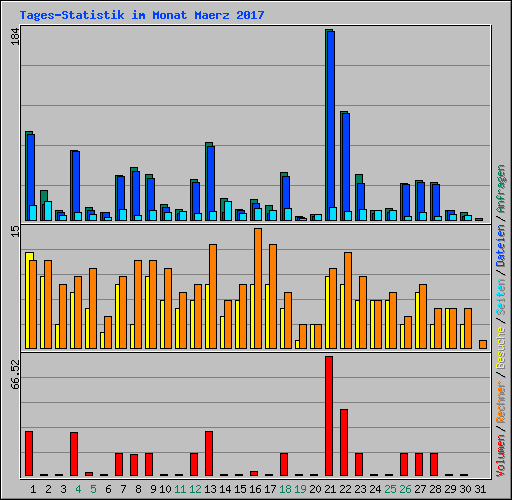 Tages-Statistik im Monat Maerz 2017
184
15
66.52
Volumen / Rechner / Besuche / Seiten / Dateien / Anfragen
1 2 3 4 5 6 7 8 9 10 11 12 13 14 15 16 17 18 19 20 21 22 23 24 25 26 27 28 29 30 31